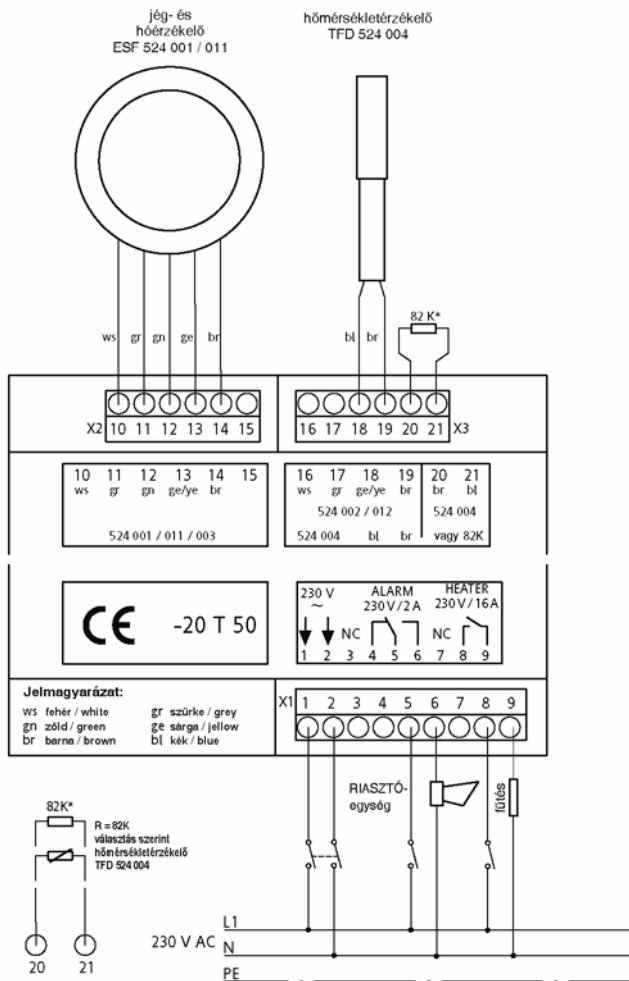 jég- és
hóérzékelő
ESF 524 001 / 011
hőmérsékletérzékelő
TFD 524 004
ws gr gn ge br
bl br
82 K*
X2 10 11 12 13 14 15
16 17 18 19 20 21 X3
10 11 12 13 14 15
ws gr gn ge/ye br
524 001 / 011 / 003
16 17 18 19 20 21
ws gr ge/ye br br bl
524 002 / 012 524 004
524 004 bl br vagy 82K
CE -20 T 50
230 V ~
ALARM
230 V / 2 A
HEATER
230 V / 16 A
NC NC
1 2 3 4 5 6 7 8 9
Jelmagyarázat:
ws fehér / white gr szürke / grey
gn zöld / green ge sárga / jellow
br barna / brown bl kék / blue
X1 1 2 3 4 5 6 7 8 9
RIASZTÓ-
egység
fűtés
82K*
R = 82K
választás szerint
hőmérsékletérzékelő
TFD 524 004
20 21
230 V AC
L1
N
PE